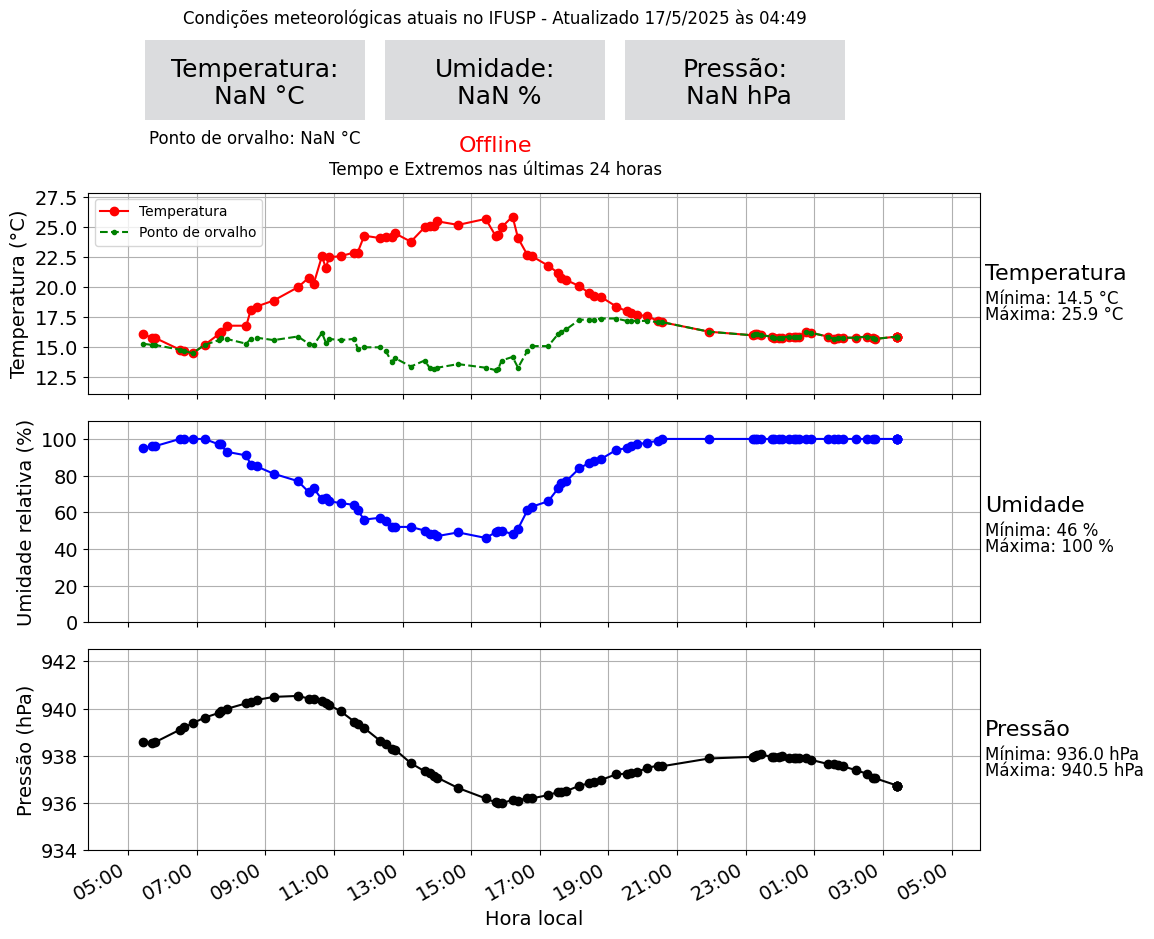 Condições meteorológicas atuais no IFUSP - Atualizado 17/5/2025 às 04:49
Temperatura:
NaN °C
Umidade:
NaN %
Pressão:
NaN hPa
Ponto de orvalho: NaN °C
Offline
Tempo e Extremos nas últimas 24 horas
27.5
25.0
22.5
20.0
17.5
15.0
12.5
Temperatura (°C)
Temperatura
Ponto de orvalho
Temperatura
Mínima: 14.5 °C
Máxima: 25.9 °C
100
80
60
40
20
0
Umidade relativa (%)
Umidade
Mínima: 46 %
Máxima: 100 %
942
940
938
936
934
Pressão (hPa)
Pressão
Mínima: 936.0 hPa
Máxima: 940.5 hPa
05:00
07:00
09:00
11:00
13:00
15:00
17:00
19:00
21:00
23:00
01:00
03:00
05:00
Hora local